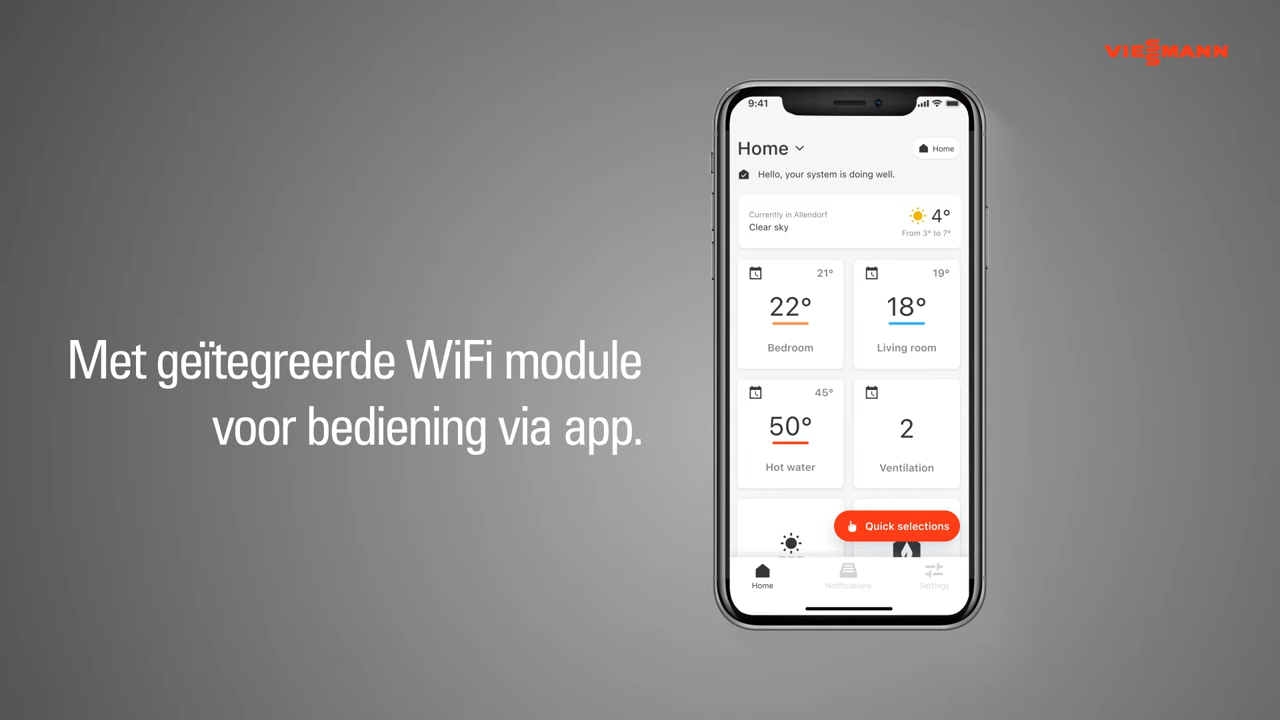 VIESSMANN
9:41
Home
Home
Hello, your system is doing well.
Currently in Allendorf
Clear sky
4°
From 3° to 7°
21°
22°
Bedroom
19°
18°
Living room
Met geïtegreerde WiFi module
voor bediening via app.
45°
50°
Hot water
2
Ventilation
Quick selections
Home
Notifications
Settings